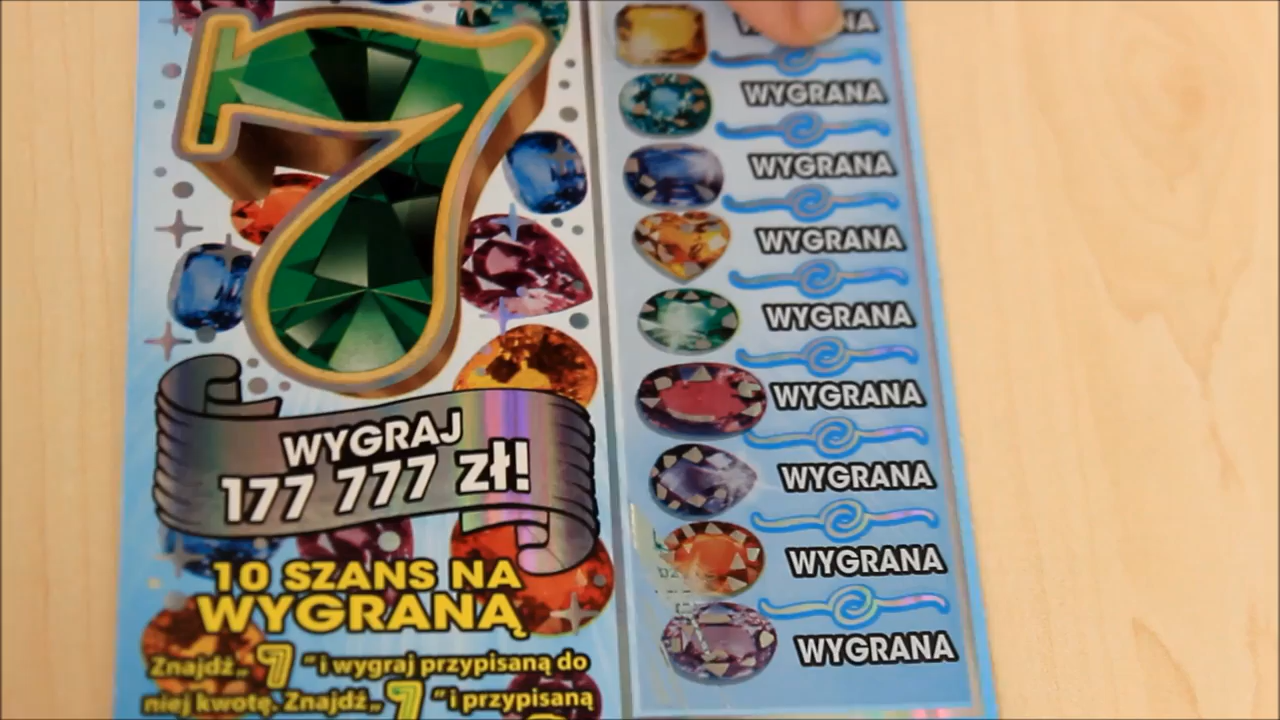 7
WYGRAJ
177 777 zł!
10 SZANS NA
WYGRANĄ
Znajdź „7” i wygraj przypisaną do
niej kwotę. Znajdź „7” i przypisaną
WYGRANA
WYGRANA
WYGRANA
WYGRANA
WYGRANA
WYGRANA
WYGRANA
WYGRANA